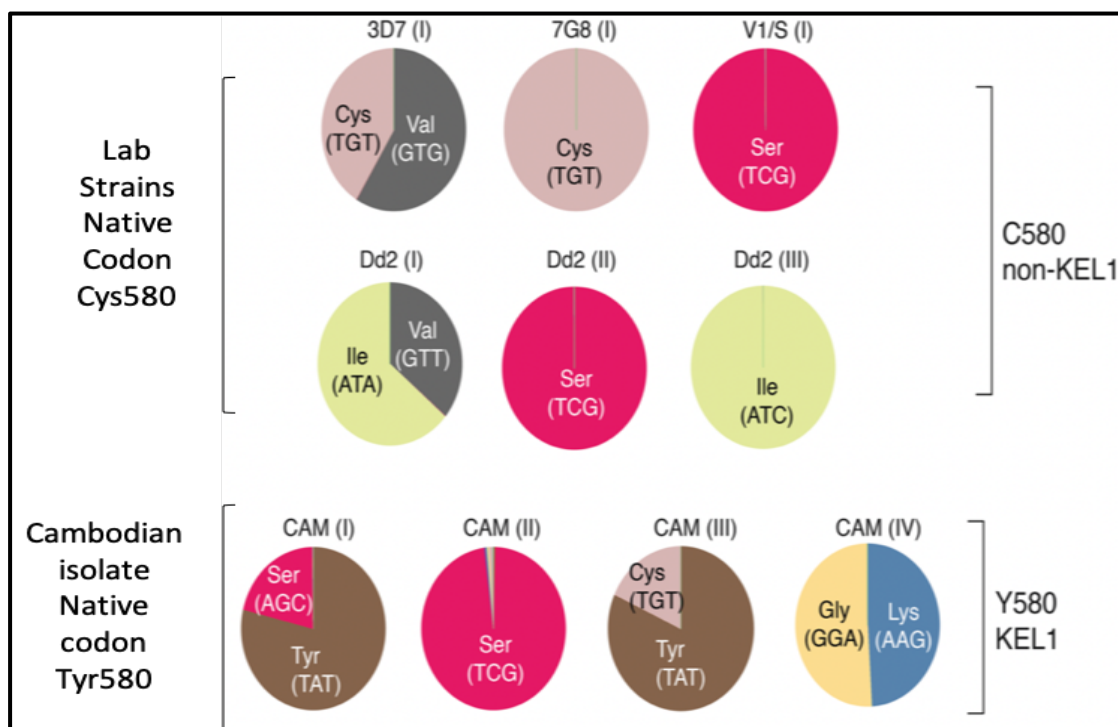 3D7 (I)
7G8 (I)
V1/S (I)
Cys
(TGT)
Val
(GTG)
Cys
(TGT)
Ser
(TCG)
Lab
Strains
Native
Codon
Cys580
Dd2 (I)
Dd2 (II)
Dd2 (III)
Ile
(ATA)
Val
(GTT)
Ser
(TCG)
Ile
(ATC)
C580
non-KEL1
Cambodian
isolate
Native
codon
Tyr580
CAM (I)
CAM (II)
CAM (III)
CAM (IV)
Ser
(AGC)
Tyr
(TAT)
Ser
(TCG)
Cys
(TGT)
Tyr
(TAT)
Gly
(GGA)
Lys
(AAG)
Y580
KEL1